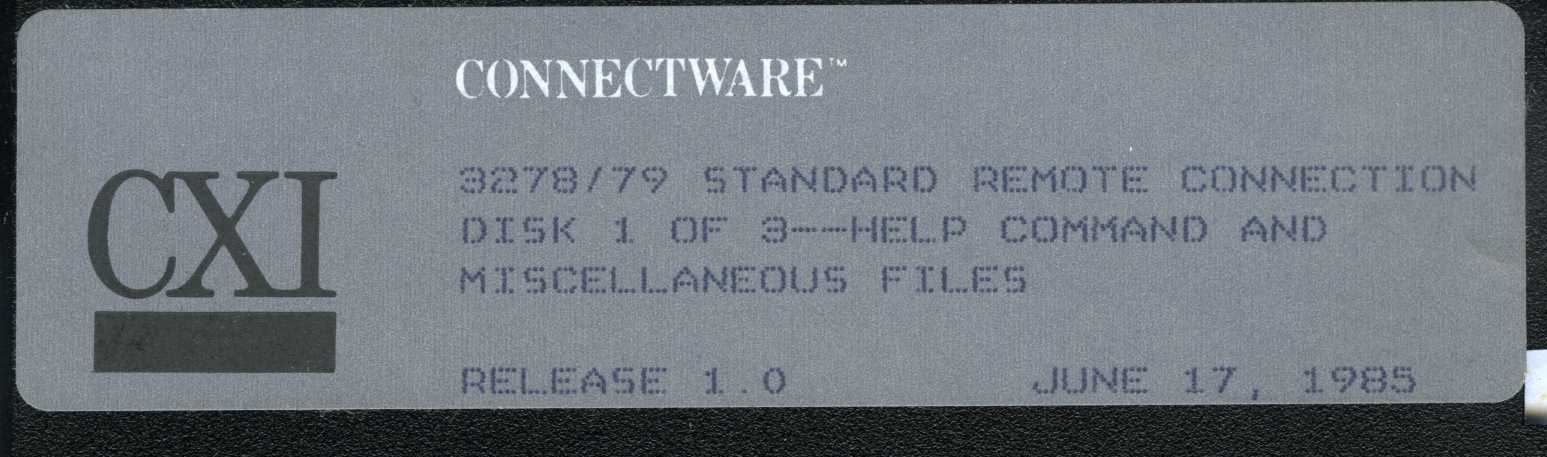 CONNECTWARE™
CXI
3278/79 STANDARD REMOTE CONNECTION
DISK 1 OF 3--HELP COMMAND AND
MISCELLANEOUS FILES
RELEASE 1.0 JUNE 17, 1985